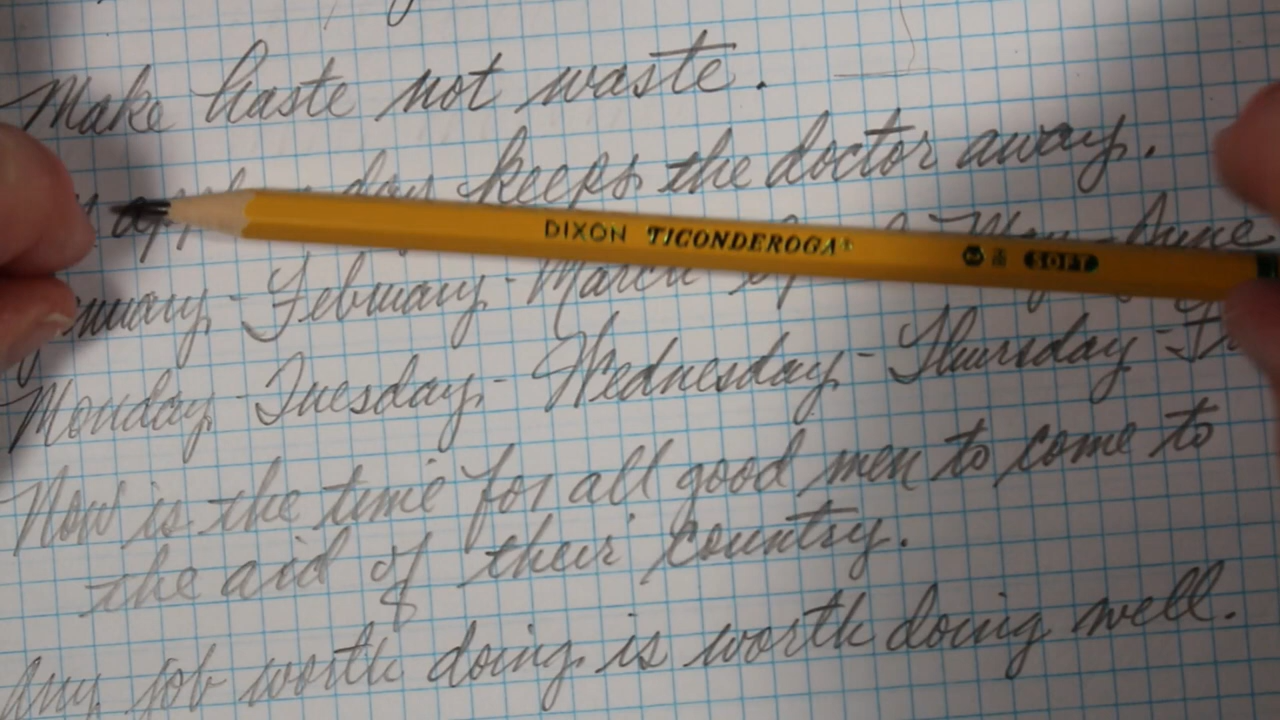 Make haste not waste.
keeps the doctor away.
DIXON TICONDEROGA® SOFT
June
February - March
Monday - Tuesday - Wednesday - Thursday -
Now is the time for all good men to come to
the aid of their country.
Any job worth doing is worth doing well.